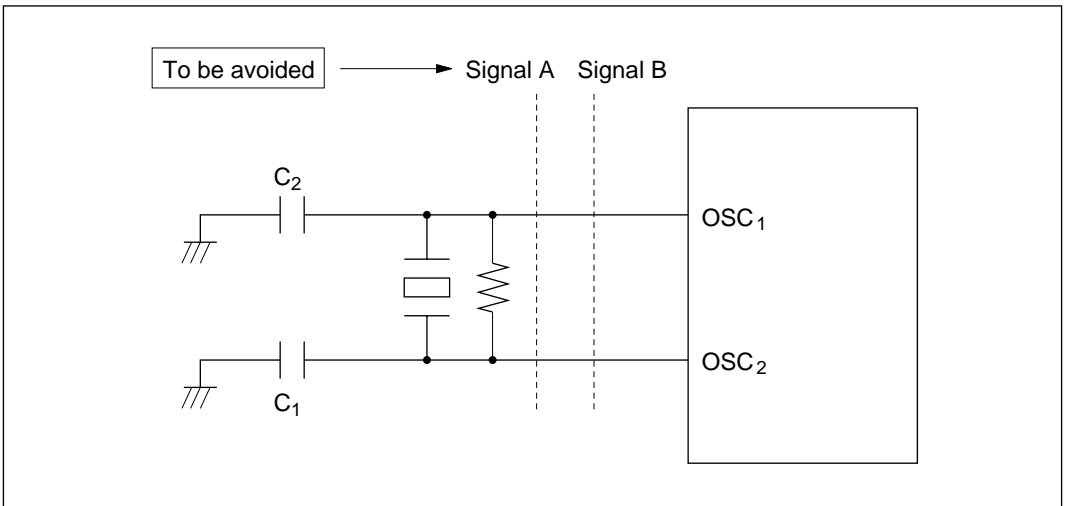 To be avoided Signal A Signal B
C2
OSC1
OSC2
C1